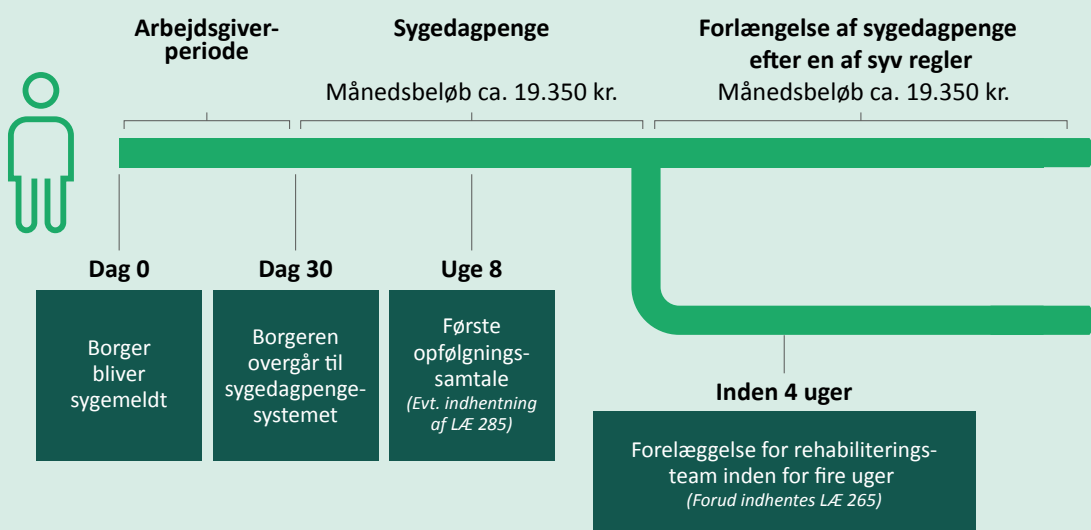 Arbejdsgiver-
periode
Sygedagpenge
Månedsbeløb ca. 19.350 kr.
Forlængelse af sygedagpenge
efter en af syv regler
Månedsbeløb ca. 19.350 kr.
Dag 0
Borger
bliver
sygemeldt
Dag 30
Borgeren
overgår til
sygedagpenge-
systemet
Uge 8
Første
opfølgnings-
samtale
(Evt. indhentning
af LÆ 285)
Inden 4 uger
Forelæggelse for rehabiliterings-
team inden for fire uger
(Forud indhentes LÆ 265)